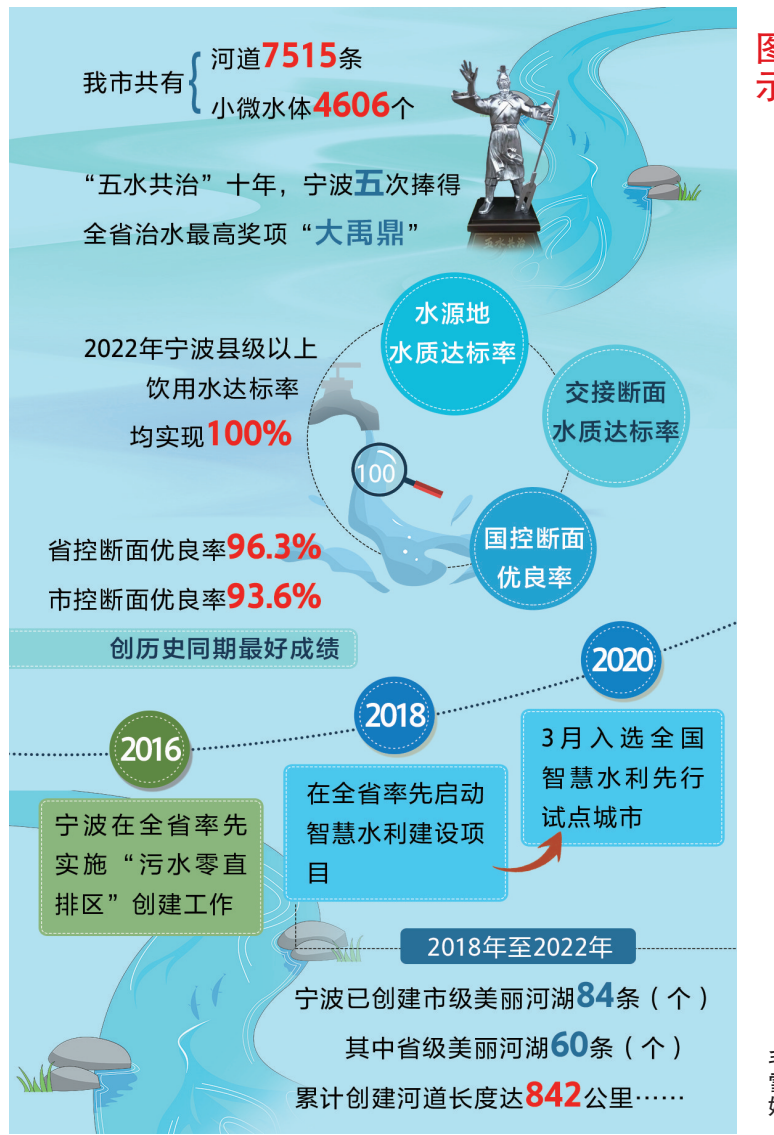 我市共有
河道7515条
小微水体4606个
“五水共治”十年，宁波五次捧得
全省治水最高奖项“大禹鼎”
2022年宁波县级以上
饮用水达标率
均实现100%
水源地
水质达标率
交接断面
水质达标率
100
国控断面
优良率
省控断面优良率96.3%
市控断面优良率93.6%
创历史同期最好成绩
2016
宁波在全省率先
实施“污水零直
排区”创建工作
2018
在全省率先启动
智慧水利建设项
目
2020
3月入选全国
智慧水利先行
试点城市
2018年至2022年
宁波已创建市级美丽河湖84条（个）
其中省级美丽河湖60条（个）
累计创建河道长度达842公里……